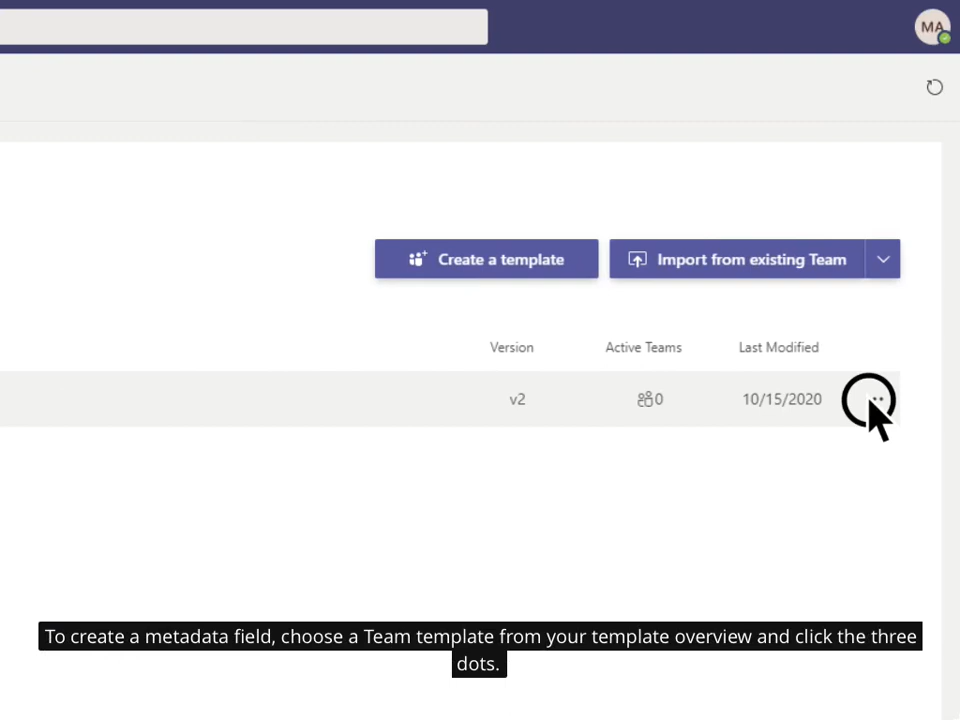 MA
Create a template
Import from existing Team
Version
Active Teams
Last Modified
v2
0
10/15/2020
To create a metadata field, choose a Team template from your template overview and click the three
dots.